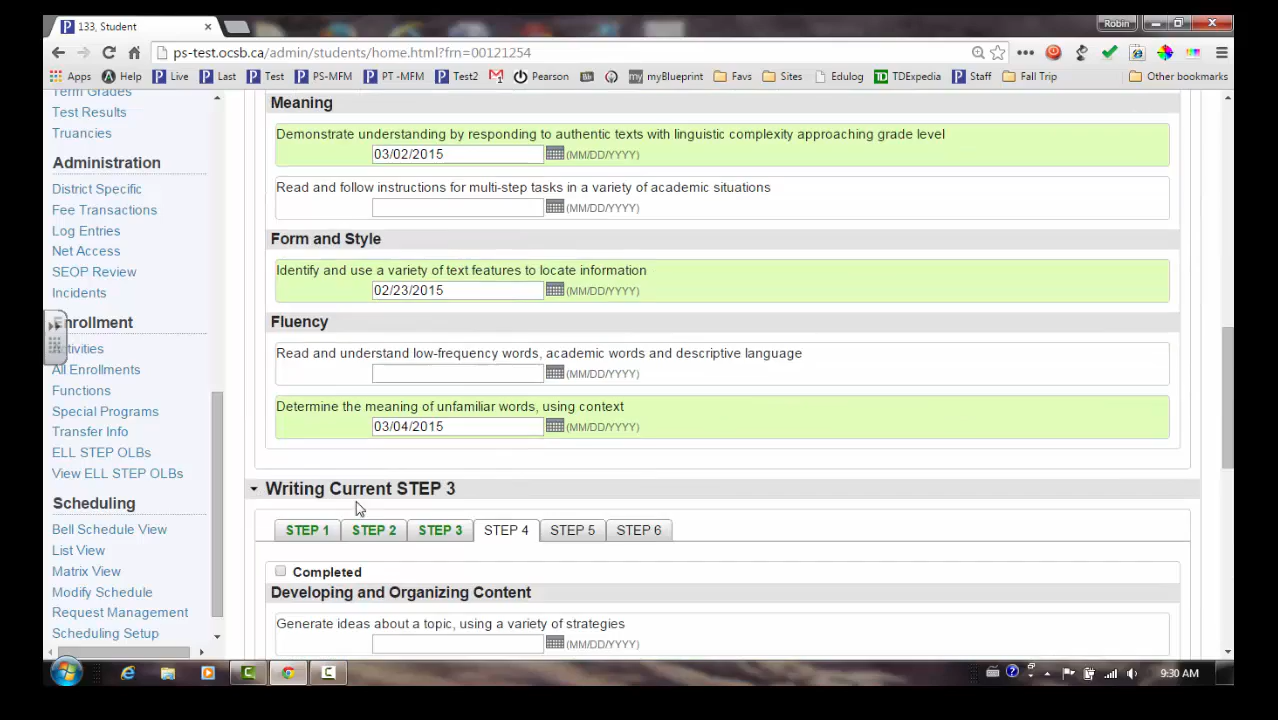 133, Student
Robin
ps-test.ocsb.ca/admin/students/home.html?frn=00121254
Apps Help Live Last Test PS-MFM PT -MFM Test2 Pearson Bb my myBlueprint Favs Sites Edulog TD TDExpedia Staff Fall Trip Other bookmarks
Term Grades
Test Results
Truancies
Administration
District Specific
Fee Transactions
Log Entries
Net Access
SEOP Review
Incidents
Enrollment
Activities
All Enrollments
Functions
Special Programs
Transfer Info
ELL STEP OLBs
View ELL STEP OLBs
Scheduling
Bell Schedule View
List View
Matrix View
Modify Schedule
Request Management
Scheduling Setup
Meaning
Demonstrate understanding by responding to authentic texts with linguistic complexity approaching grade level
03/02/2015 (MM/DD/YYYY)
Read and follow instructions for multi-step tasks in a variety of academic situations
(MM/DD/YYYY)
Form and Style
Identify and use a variety of text features to locate information
02/23/2015 (MM/DD/YYYY)
Fluency
Read and understand low-frequency words, academic words and descriptive language
(MM/DD/YYYY)
Determine the meaning of unfamiliar words, using context
03/04/2015 (MM/DD/YYYY)
Writing Current STEP 3
STEP 1 STEP 2 STEP 3 STEP 4 STEP 5 STEP 6
Completed
Developing and Organizing Content
Generate ideas about a topic, using a variety of strategies
(MM/DD/YYYY)
9:30 AM